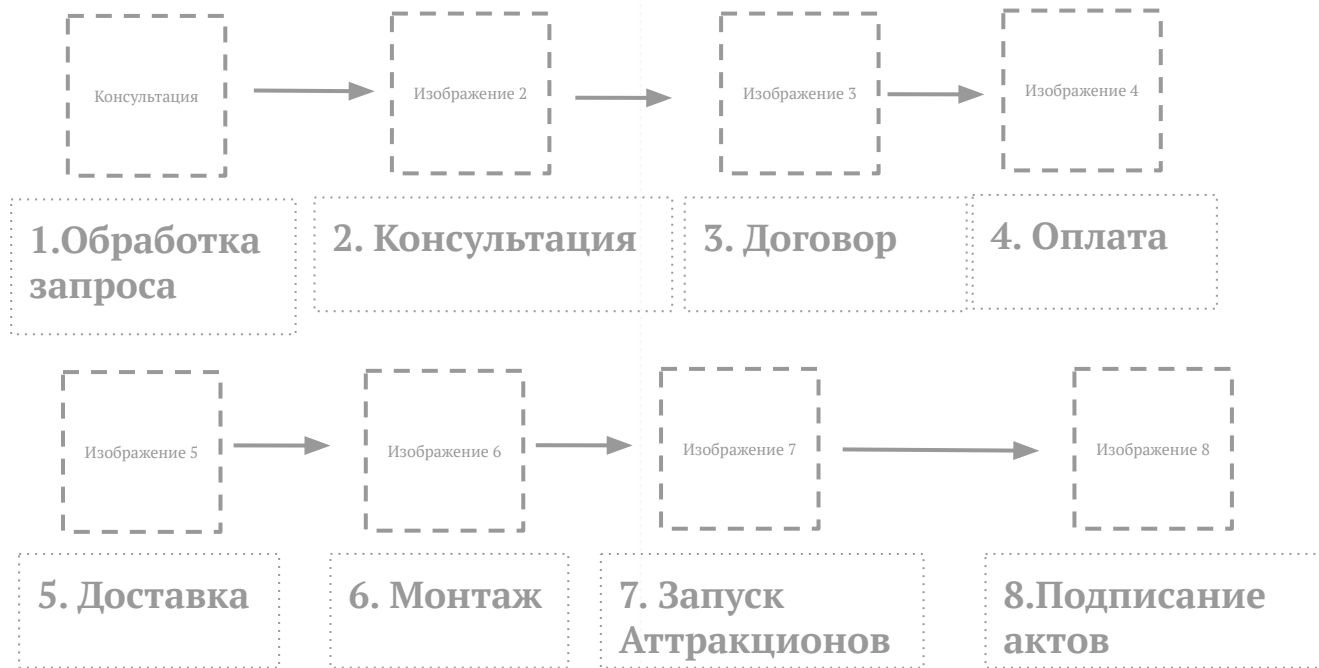 Консультация
Изображение 2
Изображение 3
Изображение 4
1.Обработка
запроса
2. Консультация
3. Договор
4. Оплата
Изображение 5
Изображение 6
Изображение 7
Изображение 8
5. Доставка
6. Монтаж
7. Запуск
Аттракционов
8.Подписание
актов